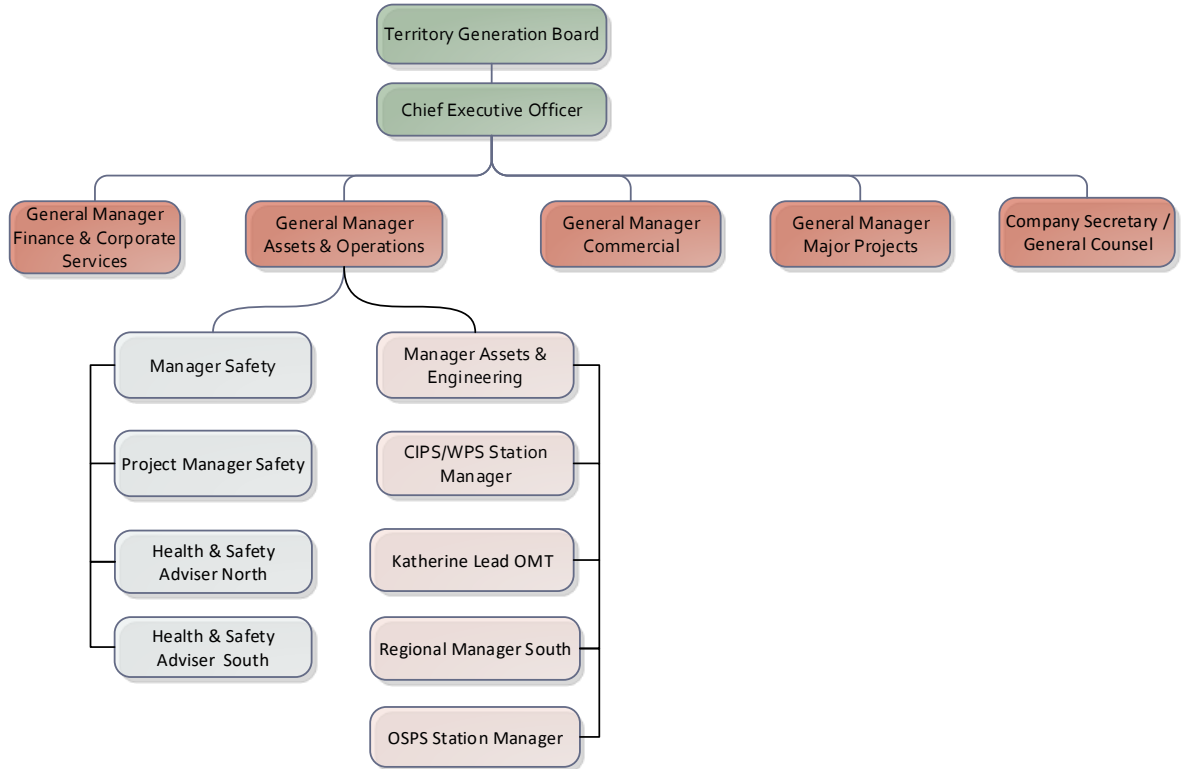 Territory Generation Board
Chief Executive Officer
General Manager
Finance & Corporate
Services
General Manager
Assets & Operations
General Manager
Commercial
General Manager
Major Projects
Company Secretary /
General Counsel
Manager Safety
Project Manager Safety
Health & Safety
Adviser North
Health & Safety
Adviser South
Manager Assets &
Engineering
CIPS/WPS Station
Manager
Katherine Lead OMT
Regional Manager South
OSPS Station Manager